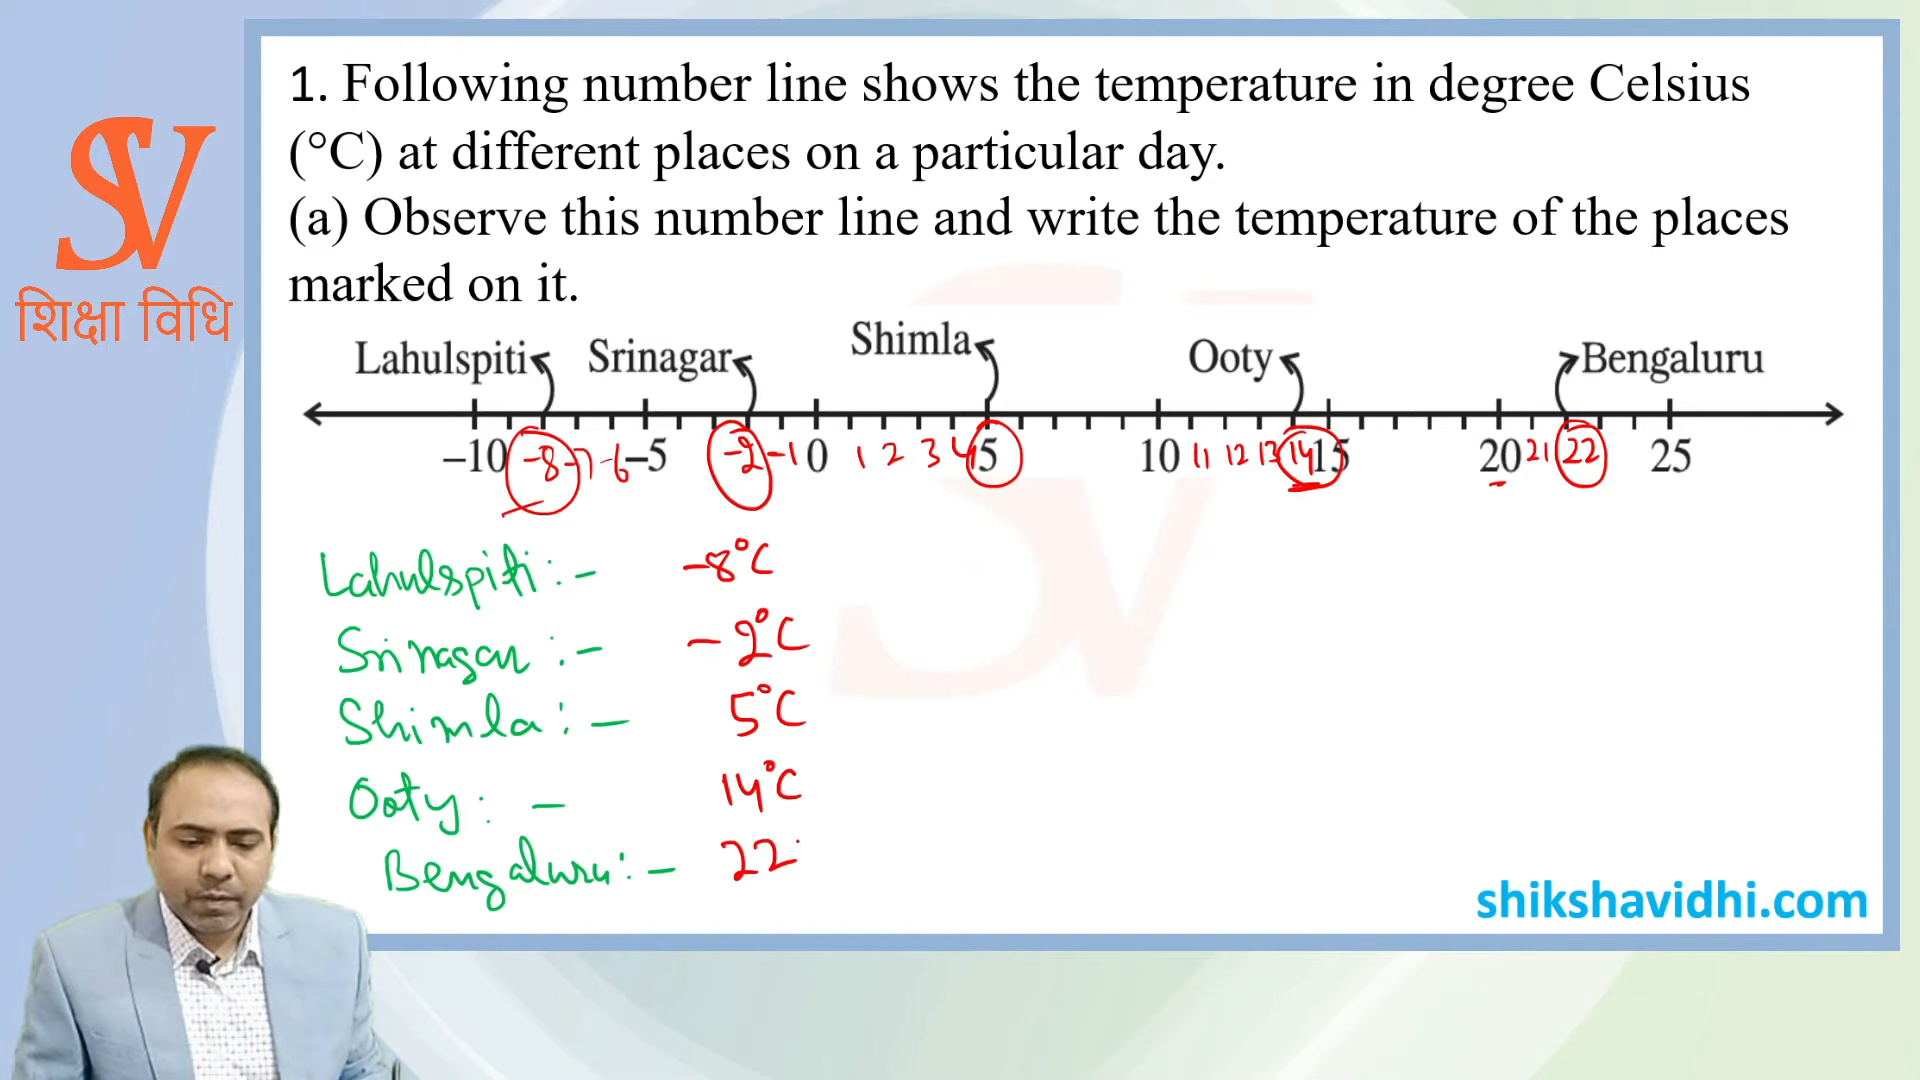 SV
शिक्षा विधि
1. Following number line shows the temperature in degree Celsius
(°C) at different places on a particular day.
(a) Observe this number line and write the temperature of the places
marked on it.
Lahulspiti Srinagar Shimla Ooty Bengaluru
–10 -8 -7 -6 –5 -2 -1 0 1 2 3 4 5 10 11 12 13 14 15 20 21 22 25
Lahulspiti :- -8°C
Srinagar :- -2°C
Shimla :- 5°C
Ooty : - 14°C
Bengaluru :- 22
shikshavidhi.com